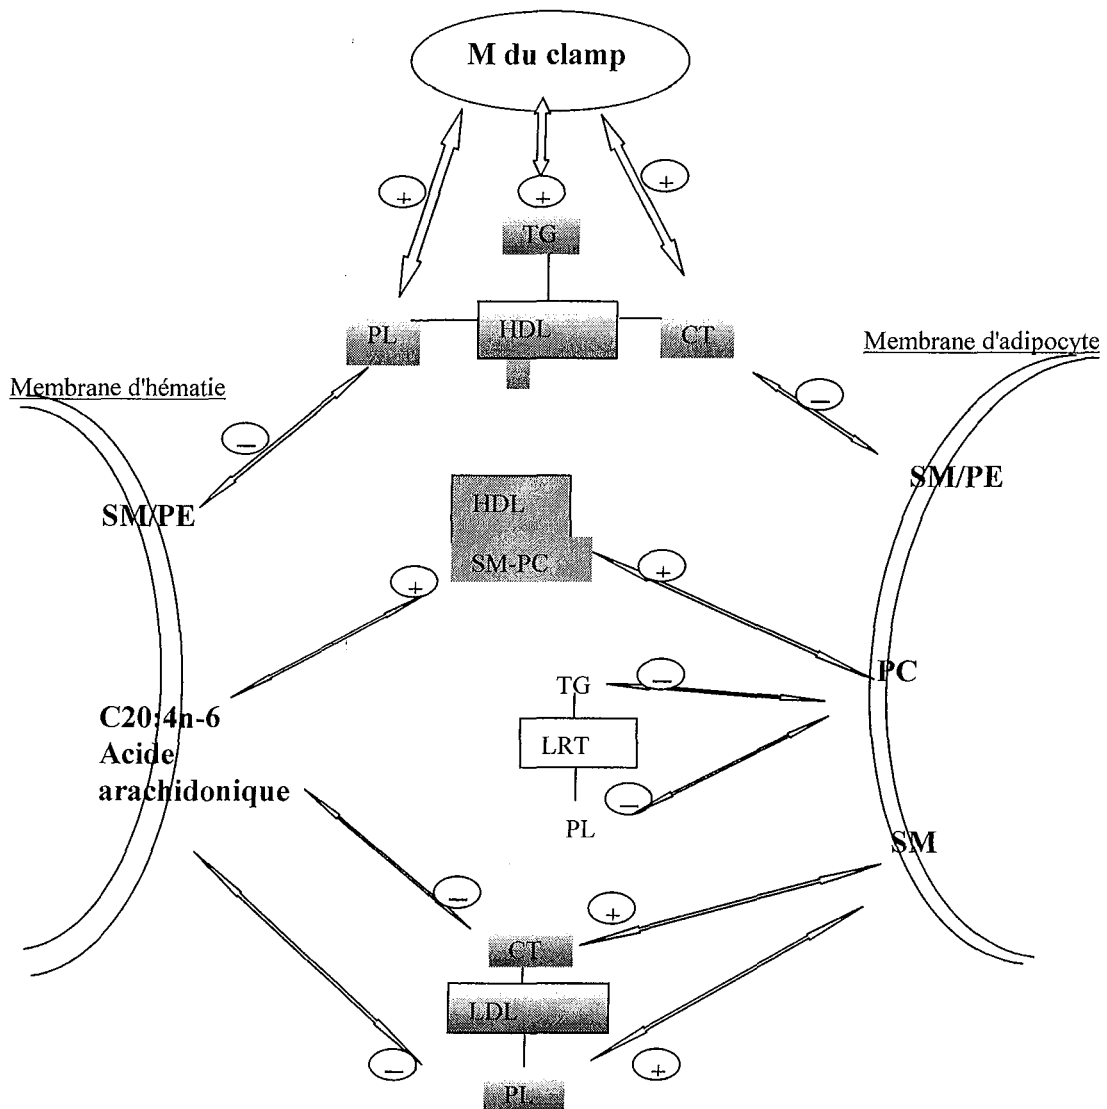 M du clamp
+
+
+
TG
PL
HDL
CT
Membrane d'adipocyte
Membrane d'hématie
−
−
SM/PE
SM/PE
HDL
SM-PC
+
+
PC
TG
−
C20:4n-6
Acide
arachidonique
LRT
−
PL
SM
−
+
CT
LDL
−
+
PL